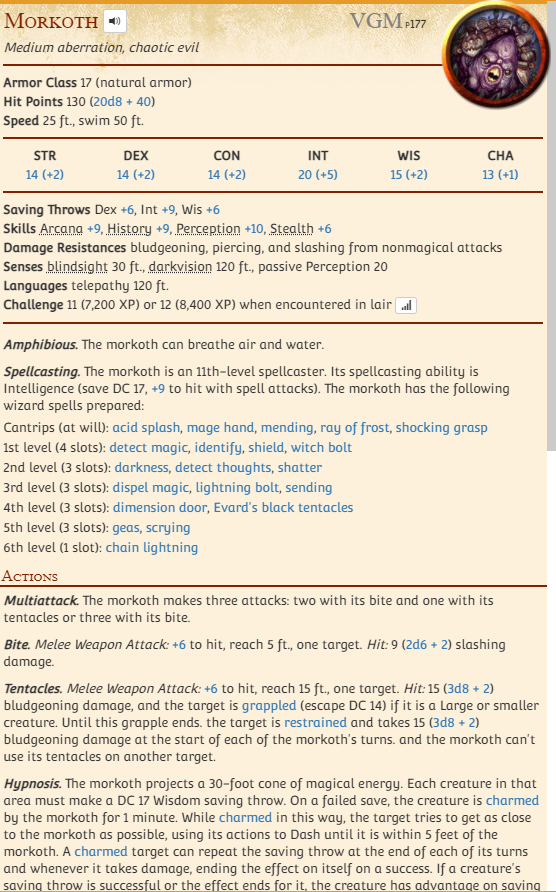 Morkoth
VGM p177
Medium aberration, chaotic evil
Armor Class 17 (natural armor)
Hit Points 130 (20d8 + 40)
Speed 25 ft., swim 50 ft.
STR DEX CON INT WIS CHA
14 (+2) 14 (+2) 14 (+2) 20 (+5) 15 (+2) 13 (+1)
Saving Throws Dex +6, Int +9, Wis +6
Skills Arcana +9, History +9, Perception +10, Stealth +6
Damage Resistances bludgeoning, piercing, and slashing from nonmagical attacks
Senses blindsight 30 ft., darkvision 120 ft., passive Perception 20
Languages telepathy 120 ft.
Challenge 11 (7,200 XP) or 12 (8,400 XP) when encountered in lair
Amphibious. The morkoth can breathe air and water.
Spellcasting. The morkoth is an 11th-level spellcaster. Its spellcasting ability is
Intelligence (save DC 17, +9 to hit with spell attacks). The morkoth has the following
wizard spells prepared:
Cantrips (at will): acid splash, mage hand, mending, ray of frost, shocking grasp
1st level (4 slots): detect magic, identify, shield, witch bolt
2nd level (3 slots): darkness, detect thoughts, shatter
3rd level (3 slots): dispel magic, lightning bolt, sending
4th level (3 slots): dimension door, Evard's black tentacles
5th level (3 slots): geas, scrying
6th level (1 slot): chain lightning
Actions
Multiattack. The morkoth makes three attacks: two with its bite and one with its
tentacles or three with its bite.
Bite. Melee Weapon Attack: +6 to hit, reach 5 ft., one target. Hit: 9 (2d6 + 2) slashing
damage.
Tentacles. Melee Weapon Attack: +6 to hit, reach 15 ft., one target. Hit: 15 (3d8 + 2)
bludgeoning damage, and the target is grappled (escape DC 14) if it is a Large or smaller
creature. Until this grapple ends. the target is restrained and takes 15 (3d8 + 2)
bludgeoning damage at the start of each of the morkoth's turns. and the morkoth can't
use its tentacles on another target.
Hypnosis. The morkoth projects a 30-foot cone of magical energy. Each creature in that
area must make a DC 17 Wisdom saving throw. On a failed save, the creature is charmed
by the morkoth for 1 minute. While charmed in this way, the target tries to get as close
to the morkoth as possible, using its actions to Dash until it is within 5 feet of the
morkoth. A charmed target can repeat the saving throw at the end of each of its turns
and whenever it takes damage, ending the effect on itself on a success. If a creature's
saving throw is successful or the effect ends for it, the creature has advantage on saving